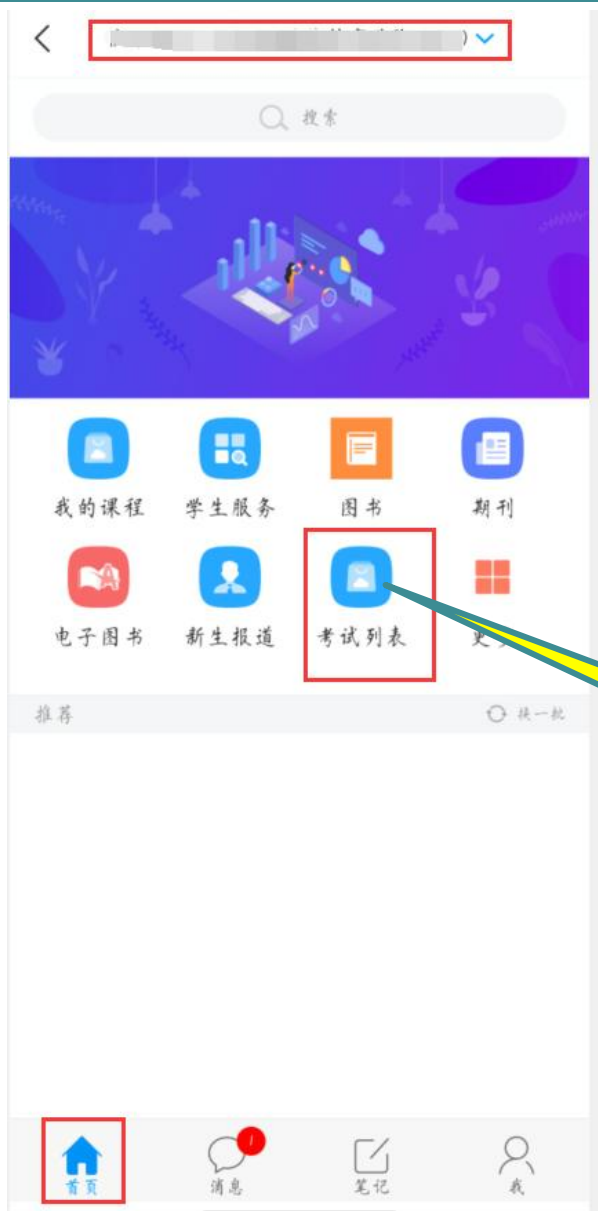 搜索
我的课程 学生服务 图书 期刊
电子图书 新生报道 考试列表
推荐 换一批
1
首页 消息 笔记 我